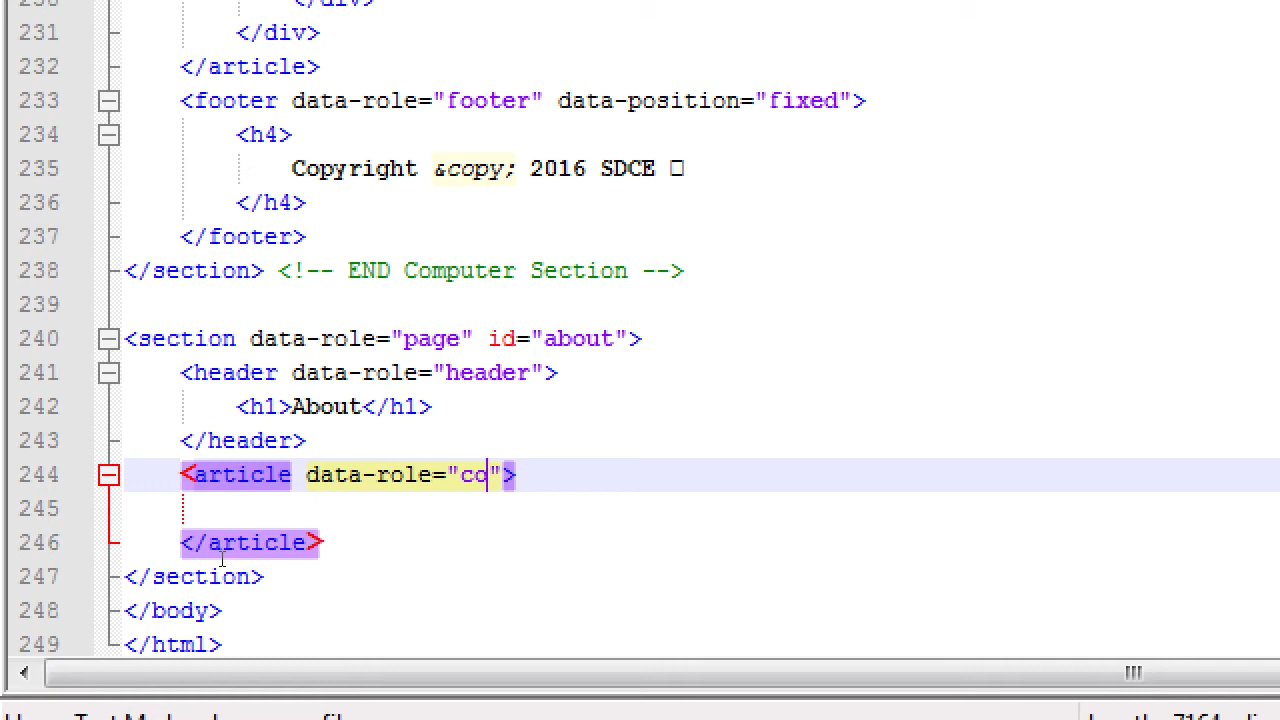 231 </div>
232 </article>
233 <footer data-role="footer" data-position="fixed">
234 <h4>
235 Copyright &copy; 2016 SDCE
236 </h4>
237 </footer>
238 </section> <!-- END Computer Section -->
239
240 <section data-role="page" id="about">
241 <header data-role="header">
242 <h1>About</h1>
243 </header>
244 <article data-role="co">
245
246 </article>
247 </section>
248 </body>
249 </html>